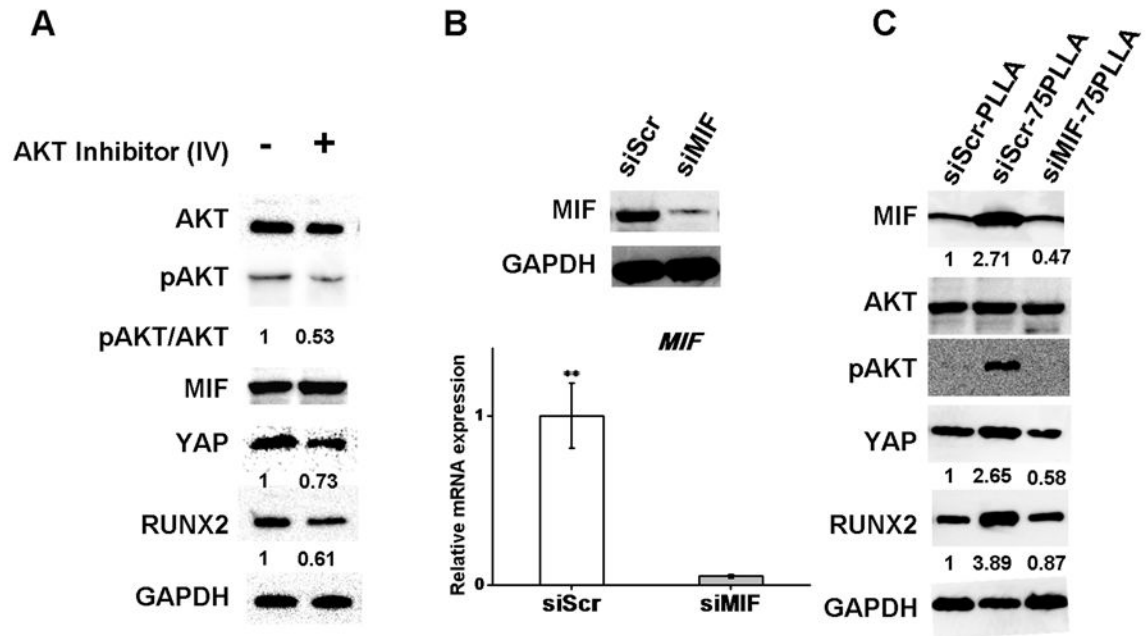 A
AKT Inhibitor (IV) - +
AKT
pAKT
pAKT/AKT 1 0.53
MIF
YAP
1 0.73
RUNX2
1 0.61
GAPDH
B
siScr siMIF
MIF
GAPDH
MIF
**
Relative mRNA expression
1
0
siScr siMIF
C
siScr-PLLA siScr-75PLLA siMIF-75PLLA
MIF
1 2.71 0.47
AKT
pAKT
YAP
1 2.65 0.58
RUNX2
1 3.89 0.87
GAPDH